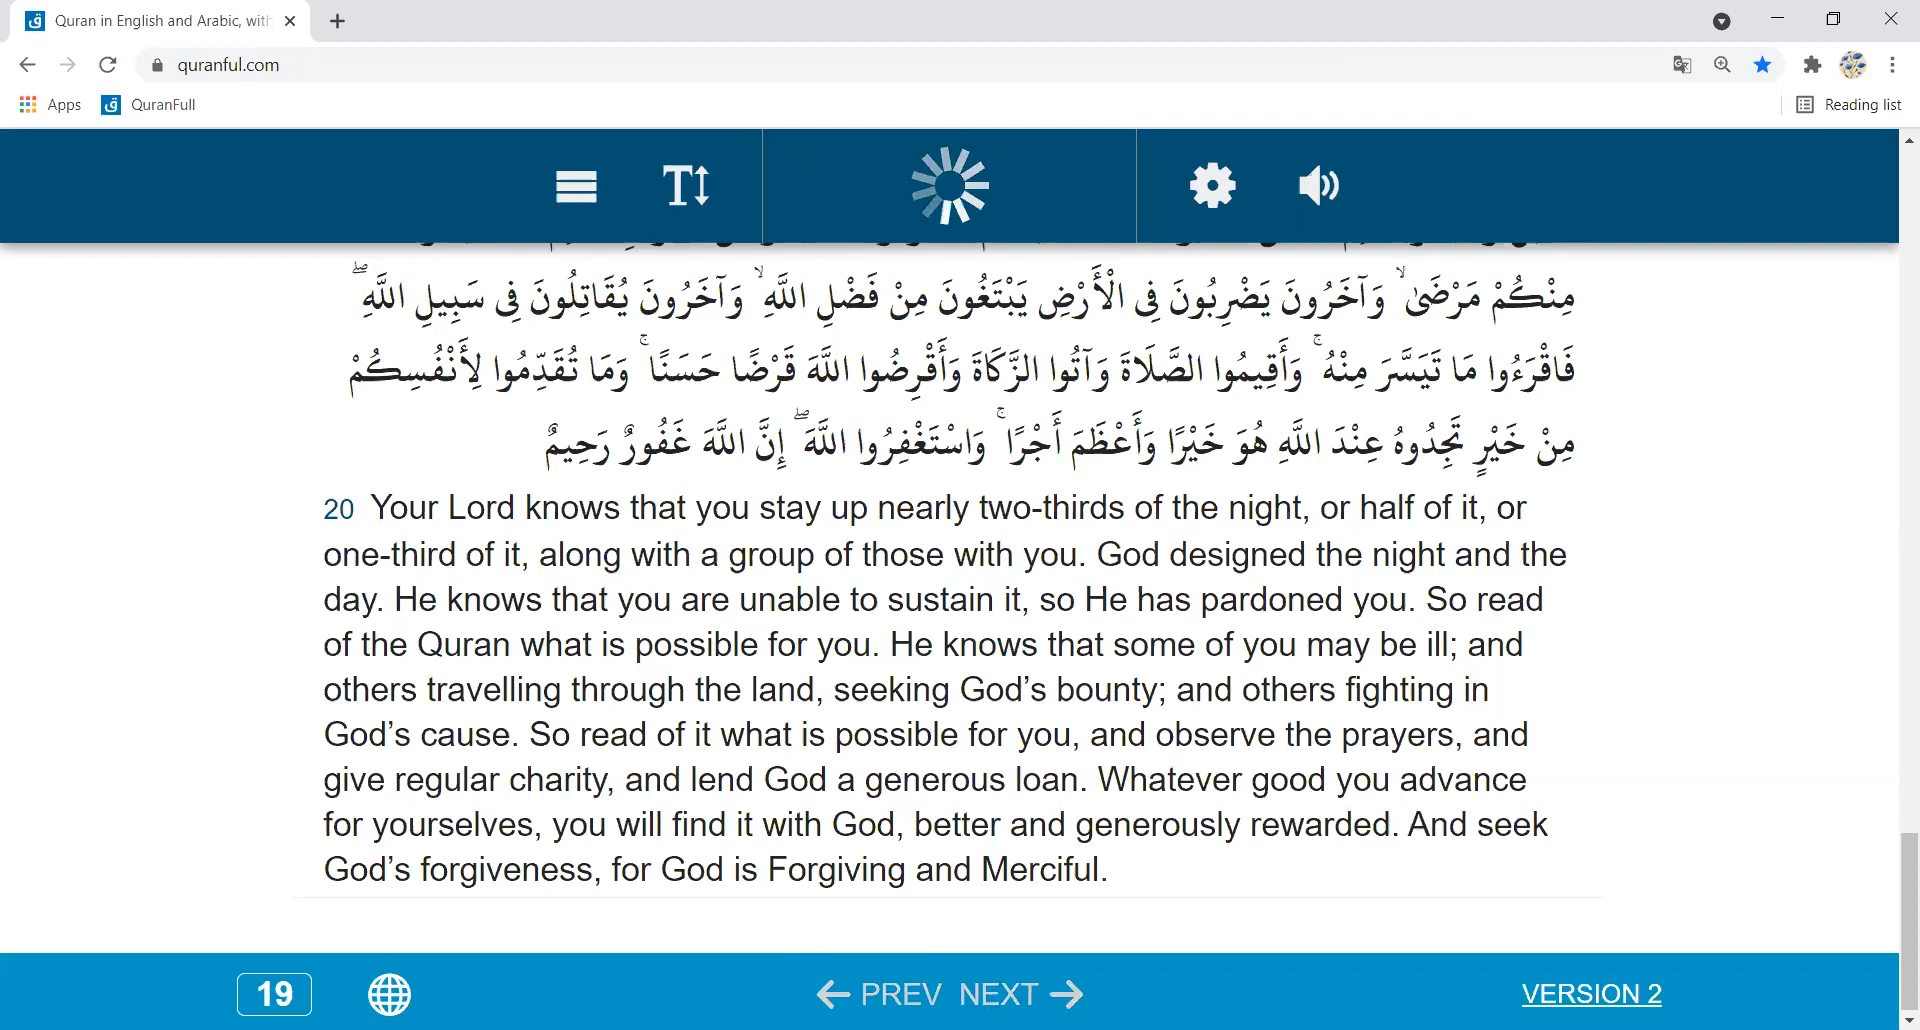 Quran in English and Arabic, with
quranful.com
Apps
QuranFull
Reading list
مِنْكُمْ مَرْضَىٰ ۙ وَآخَرُونَ يَضْرِبُونَ فِى الْأَرْضِ يَبْتَغُونَ مِنْ فَضْلِ اللَّهِ ۙ وَآخَرُونَ يُقَاتِلُونَ فِى سَبِيلِ اللَّهِ ۖ
فَاقْرَءُوا مَا تَيَسَّرَ مِنْهُ ۚ وَأَقِيمُوا الصَّلَاةَ وَآتُوا الزَّكَاةَ وَأَقْرِضُوا اللَّهَ قَرْضًا حَسَنًا ۚ وَمَا تُقَدِّمُوا لِأَنْفُسِكُمْ
مِنْ خَيْرٍ تَجِدُوهُ عِنْدَ اللَّهِ هُوَ خَيْرًا وَأَعْظَمَ أَجْرًا ۚ وَاسْتَغْفِرُوا اللَّهَ ۖ إِنَّ اللَّهَ غَفُورٌ رَحِيمٌ
20 Your Lord knows that you stay up nearly two-thirds of the night, or half of it, or
one-third of it, along with a group of those with you. God designed the night and the
day. He knows that you are unable to sustain it, so He has pardoned you. So read
of the Quran what is possible for you. He knows that some of you may be ill; and
others travelling through the land, seeking God’s bounty; and others fighting in
God’s cause. So read of it what is possible for you, and observe the prayers, and
give regular charity, and lend God a generous loan. Whatever good you advance
for yourselves, you will find it with God, better and generously rewarded. And seek
God’s forgiveness, for God is Forgiving and Merciful.
19
PREV NEXT
VERSION 2